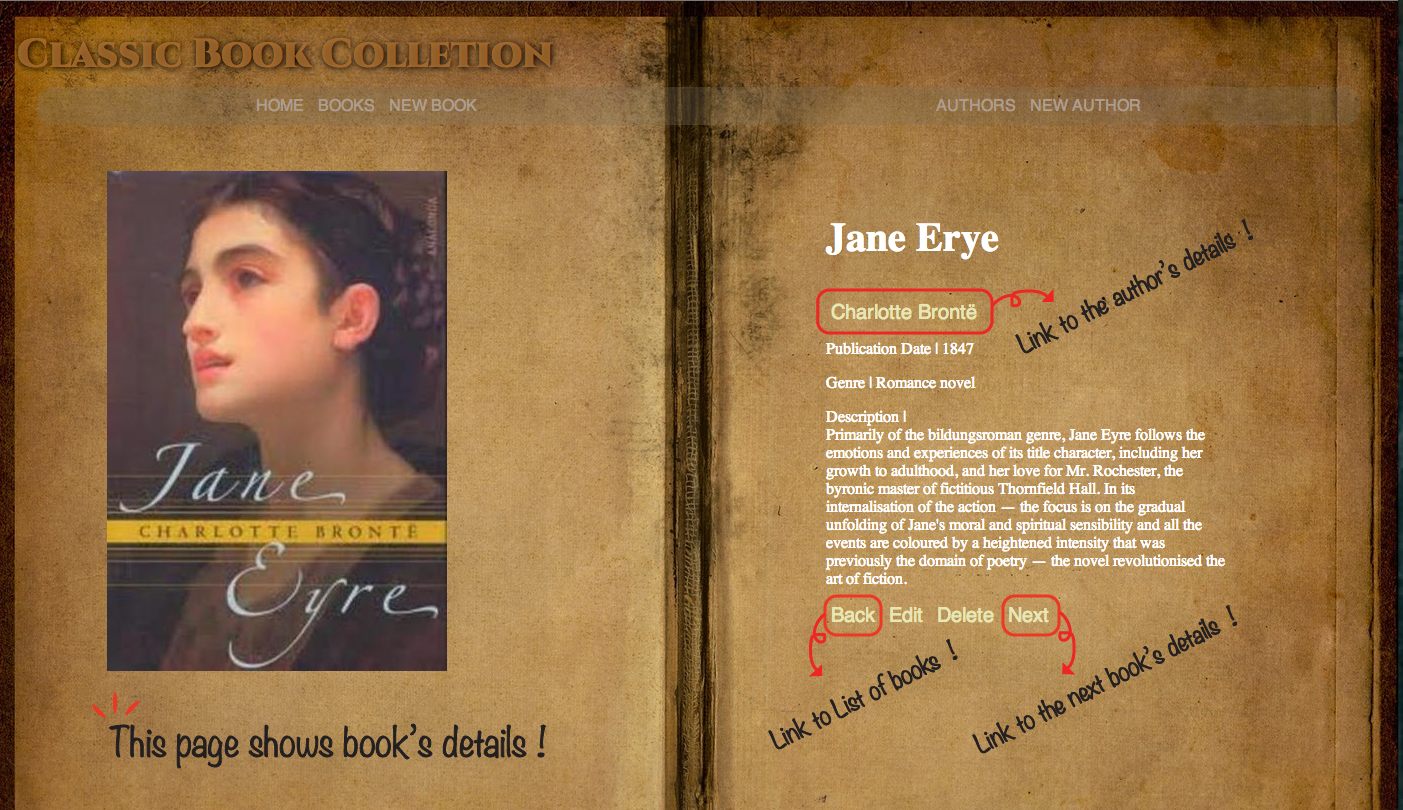 Classic Book Colletion
HOME BOOKS NEW BOOK
AUTHORS NEW AUTHOR
Jane
CHARLOTTE BRONTË
Eyre
This page shows book's details !
Jane Erye
Charlotte Brontë
Link to the author's details !
Publication Date | 1847
Genre | Romance novel
Description |
Primarily of the bildungsroman genre, Jane Eyre follows the
emotions and experiences of its title character, including her
growth to adulthood, and her love for Mr. Rochester, the
byronic master of fictitious Thornfield Hall. In its
internalisation of the action — the focus is on the gradual
unfolding of Jane's moral and spiritual sensibility and all the
events are coloured by a heightened intensity that was
previously the domain of poetry — the novel revolutionised the
art of fiction.
Back Edit Delete Next
Link to List of books !
Link to the next book's details !